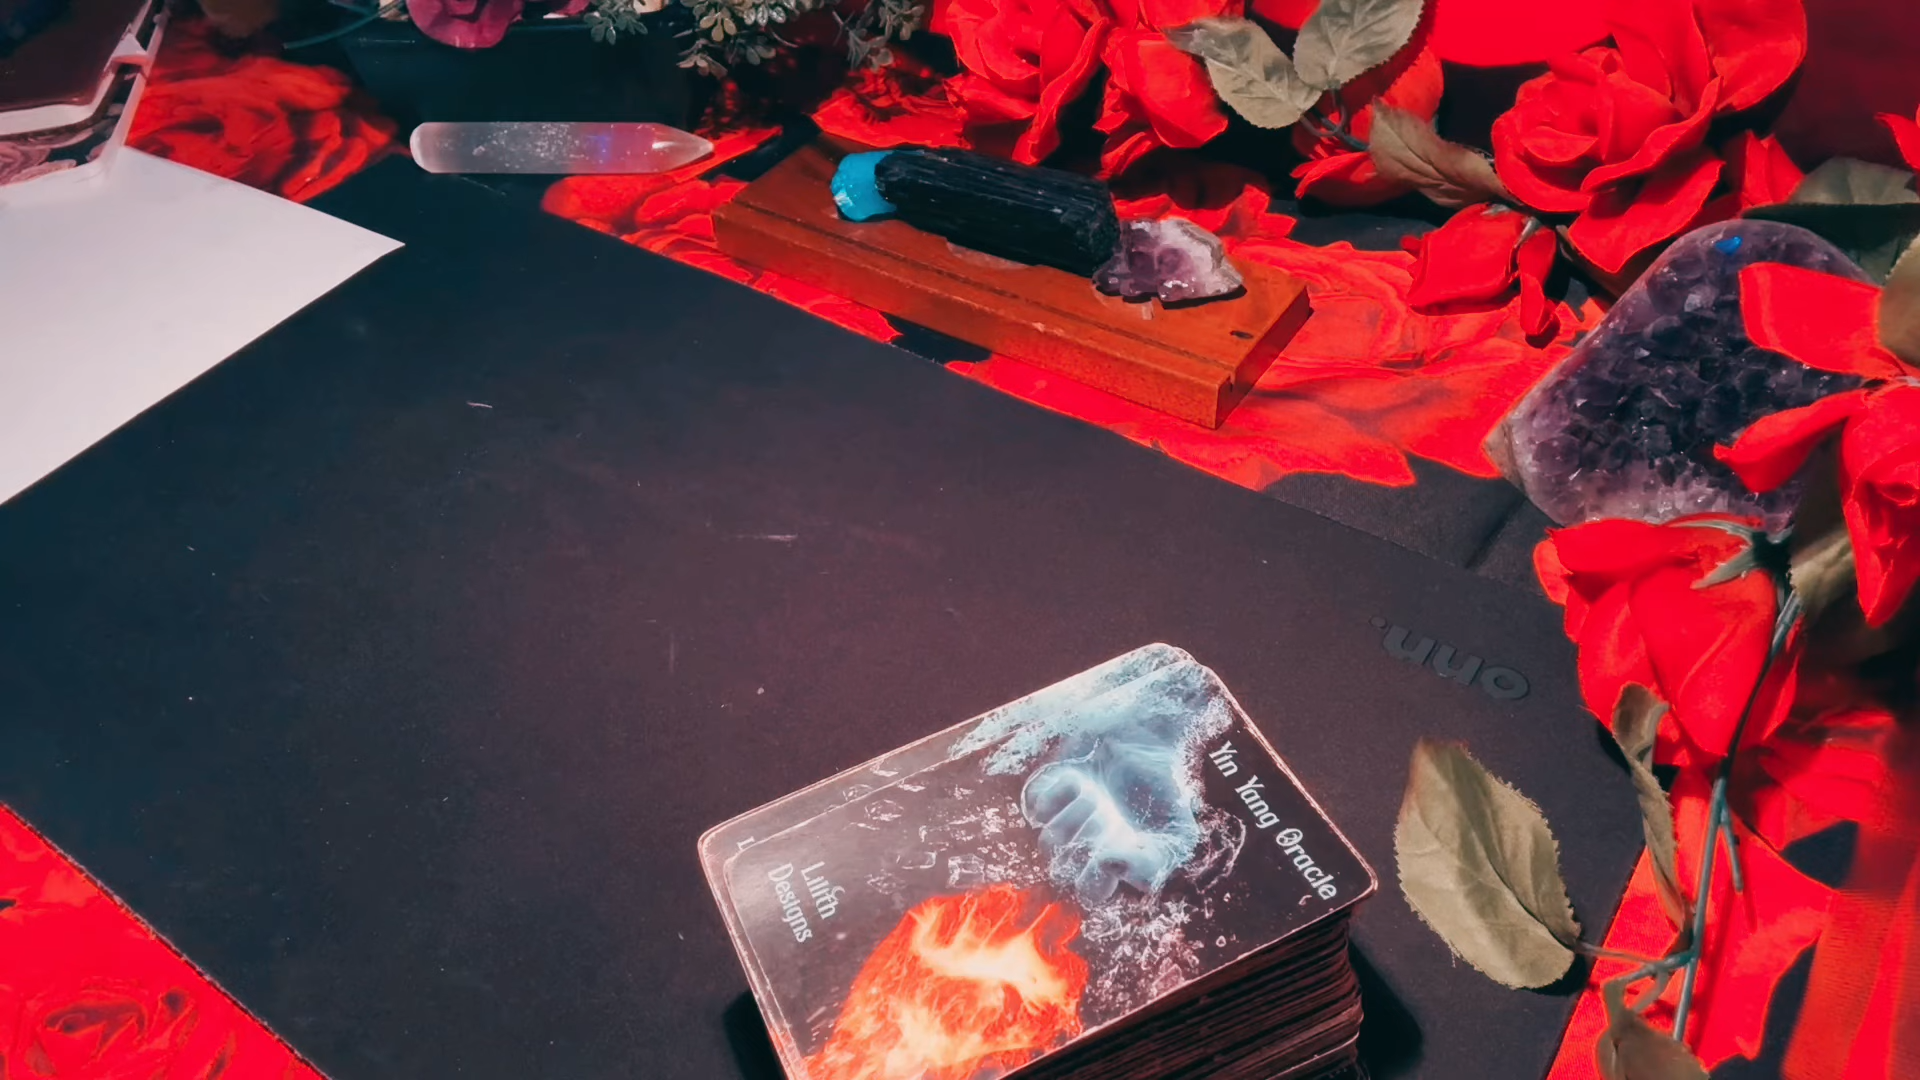 onn.
Yin Yang Oracle
Lilith
Designs
L